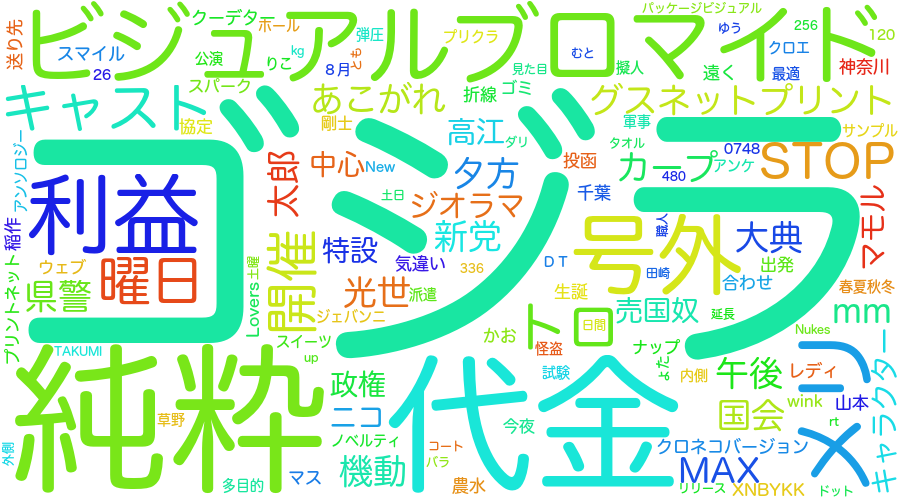 送り先
ビジュアルブロマイド
クーデター
ホール
弾圧
プリクラ
パッケージビジュアル
ゆう
256
120
スマイル
26
公演
りこ
kg
8月
とも
むと
クロエ
スパーク
見た目
擬人
遠く
最適
神奈川
キャスト
協定
剛士
あこがれ
折線
ゴミ
グスネットプリント
軍事
サンプル
アンソロジー
利益
ゴジラ
太郎
中心
New
高江
ダリ
タオル
0748
アンケ
STOP
夕方
投函
カープ
480
土日
千葉
ジオラマ
稲作
曜日
開催
特設
新党
号外
職人
大典
マモル
気違い
336
DT
田崎
出発
合わせ
ウェブ
県警
Lovers
土曜
光世
派遣
生誕
売国奴
春夏秋冬
プリントネット
ジェバンニ
トロ
日間
延長
mm
TAKUMI
スイーツ
up
かお
怪盗
ナップ
Nukes
メリー
キャラクター
純粋
代金
政権
試験
よた
内側
午後
レディ
草野
ニコ
今夜
国会
wink
山本
rt
外側
ノベルティ
コート
バラ
クロネコバージョン
多目的
マス
機動
農水
MAX
リリース
XNBYKK
ドット